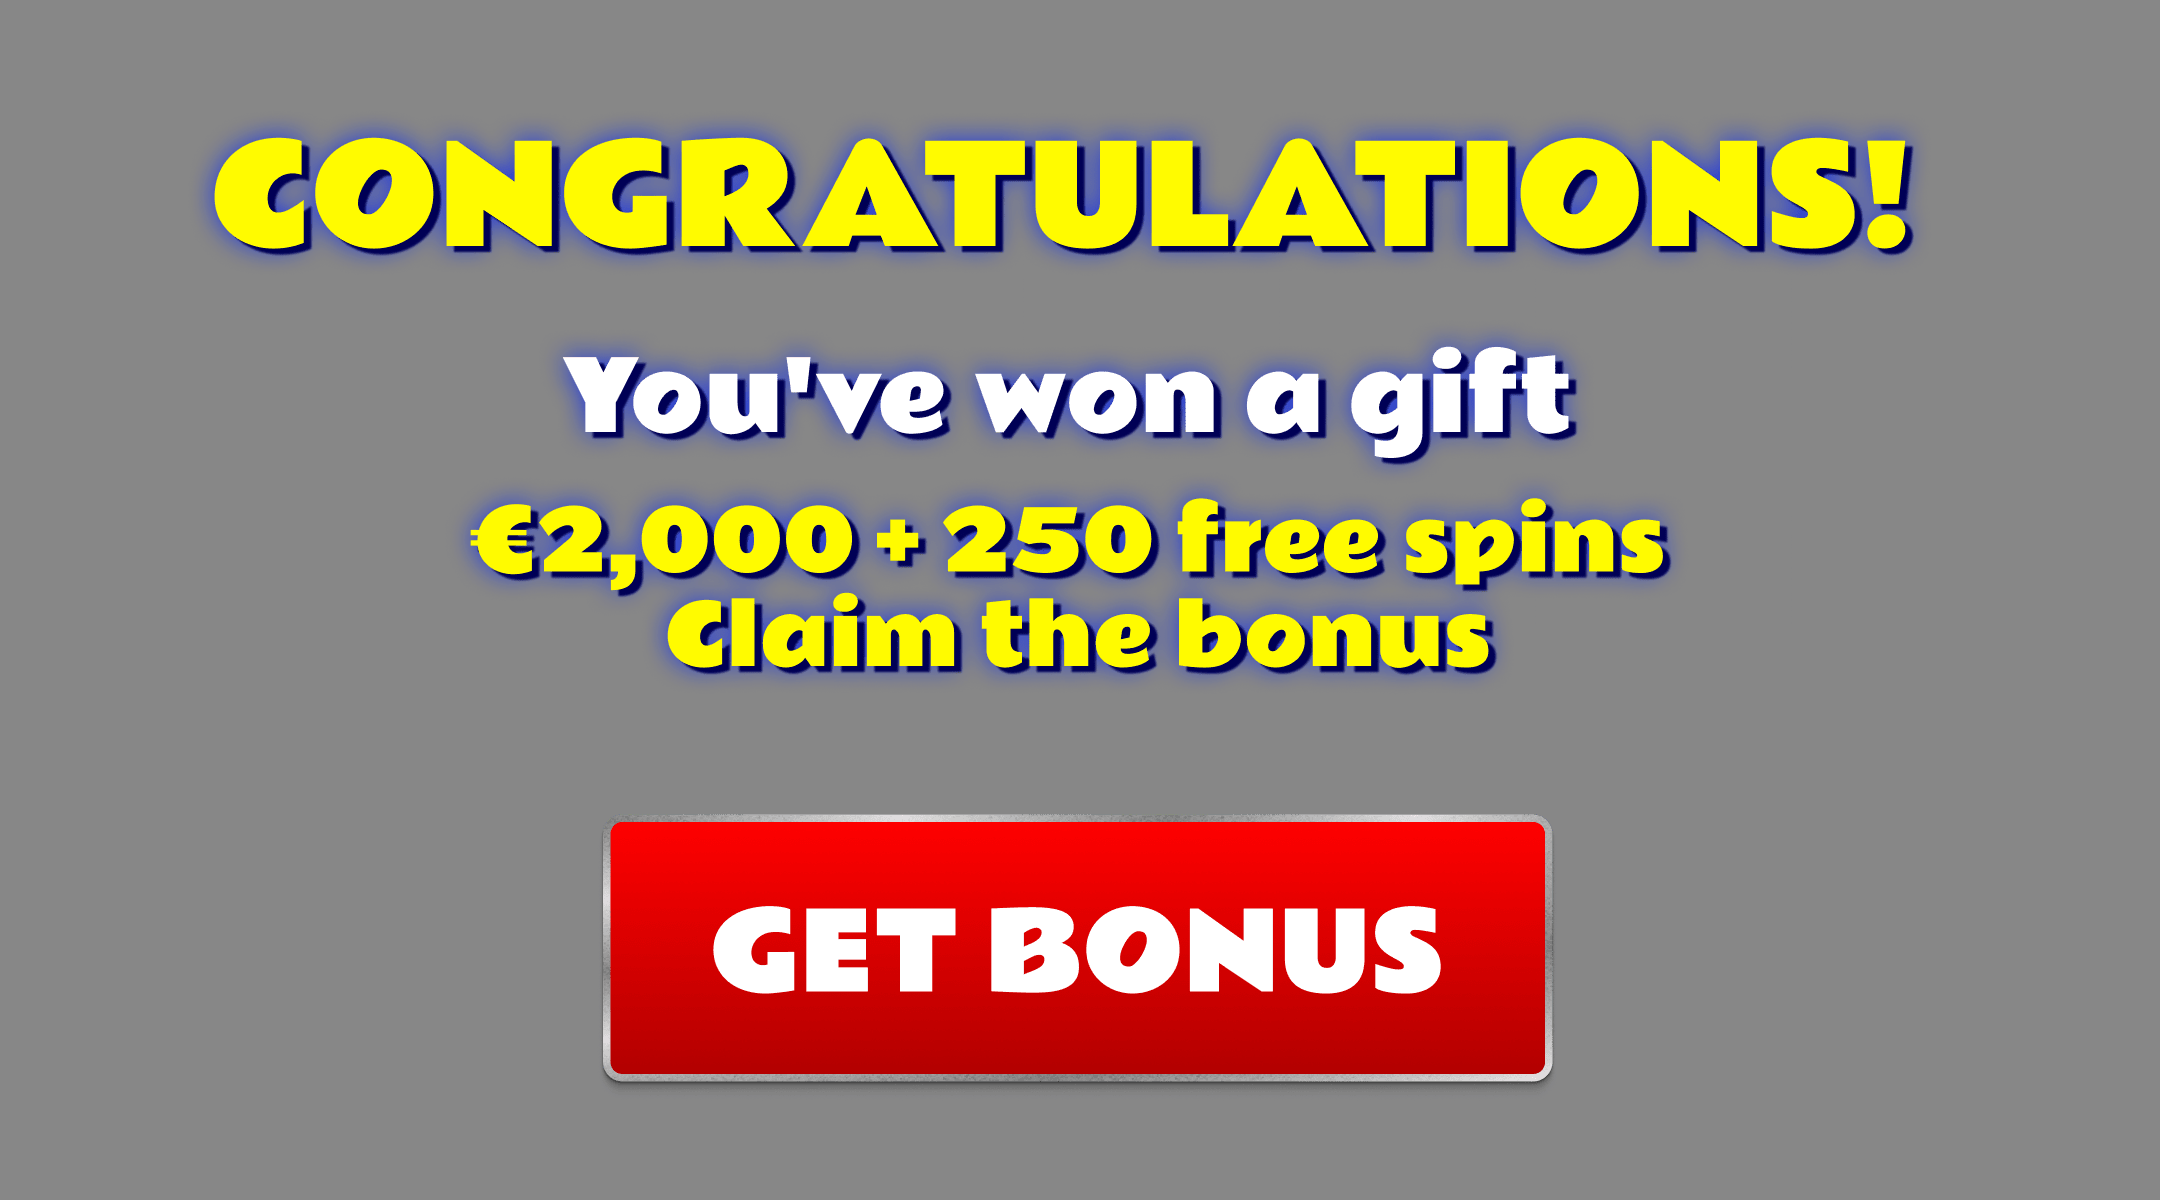 CONGRATULATIONS!
You've won a gift
€2,000 + 250 free spins
Claim the bonus
GET BONUS